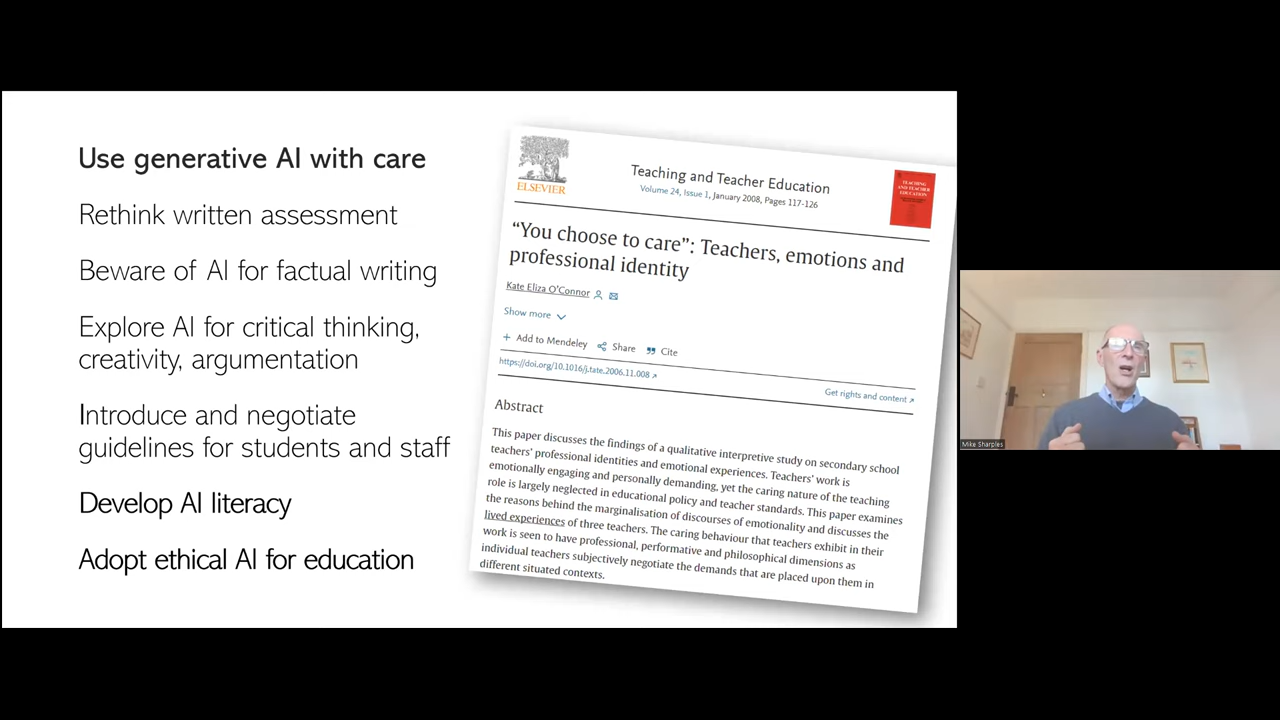 Use generative AI with care
Rethink written assessment
Beware of AI for factual writing
Explore AI for critical thinking,
creativity, argumentation
Introduce and negotiate
guidelines for students and staff
Develop AI literacy
Adopt ethical AI for education
ELSEVIER
Teaching and Teacher Education
Volume 24, Issue 1, January 2008, Pages 117-126
TEACHING
AND TEACHER
EDUCATION
“You choose to care”: Teachers, emotions and
professional identity
Kate Eliza O'Connor
Show more
+ Add to Mendeley Share Cite
https://doi.org/10.1016/j.tate.2006.11.008
Get rights and content
Abstract
This paper discusses the findings of a qualitative interpretive study on secondary school
teachers' professional identities and emotional experiences. Teachers' work is
emotionally engaging and personally demanding, yet the caring nature of the teaching
role is largely neglected in educational policy and teacher standards. This paper examines
the reasons behind the marginalisation of discourses of emotionality and discusses the
lived experiences of three teachers. The caring behaviour that teachers exhibit in their
work is seen to have professional, performative and philosophical dimensions as
individual teachers subjectively negotiate the demands that are placed upon them in
different situated contexts.
Mike Sharples